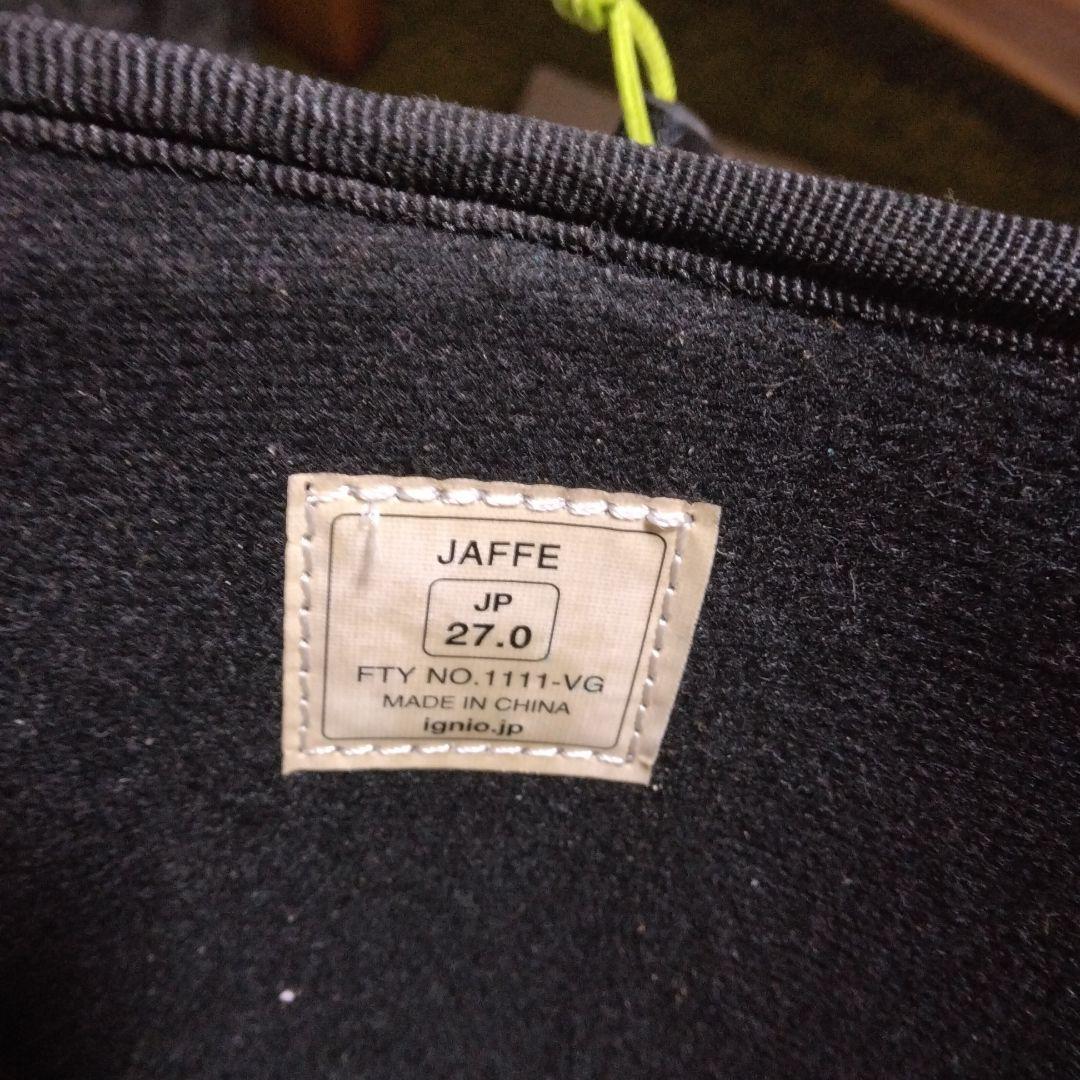 JAFFE
JP
27.0
FTY NO.1111-VG
MADE IN CHINA
ignio.jp